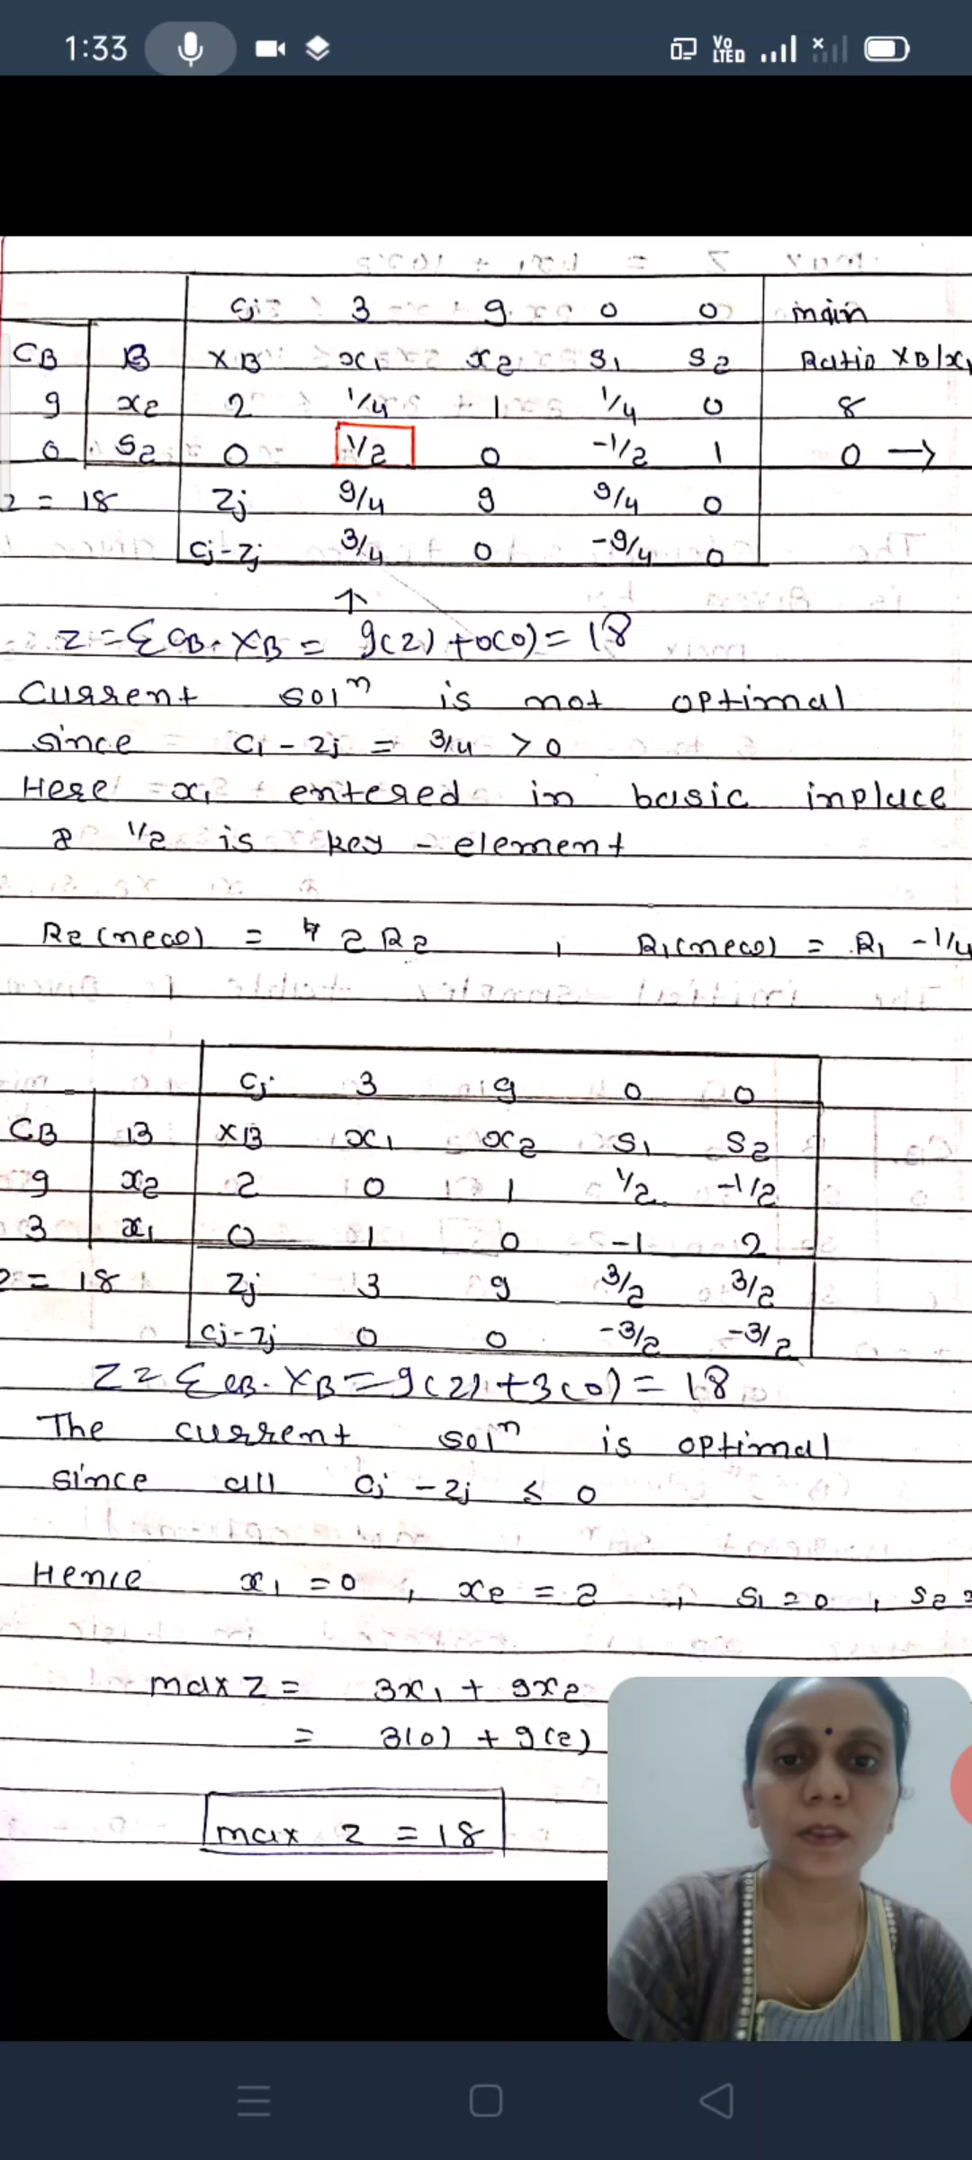 1:33 Vo LTED
Cj 3 9 0 0 min
CB B XB x1 x2 S1 S2 Ratio XB/x1
9 x2 2 1/4 1 1/4 0 8
0 S2 0 1/2 0 -1/2 1 0 →
Z = 18 Zj 9/4 9 9/4 0
Cj-Zj 3/4 0 -9/4 0
↑
Z = ΣCB. XB = 9(2) +0(0)= 18
Current solⁿ is not optimal
since C1 - Zj = 3/4 > 0
Here x1 entered in basic inplace
& 1/2 is key - element
R2 (new) = 2 R2 , R1(new) = R1 -1/4
Cj 3 9 0 0
CB B XB x1 x2 S1 S2
9 x2 2 0 1 1/2 -1/2
3 x1 0 1 0 -1 2
Z = 18 Zj 3 9 3/2 3/2
Cj-Zj 0 0 -3/2 -3/2
Z = ΣCB. XB = 9(2) + 3(0) = 18
The current solⁿ is optimal
since all Cj - Zj ≤ 0
Hence x1 = 0 , x2 = 2 , S1 = 0 , S2 =
max Z = 3x1 + 9x2
= 3(0) + 9(2)
max Z = 18